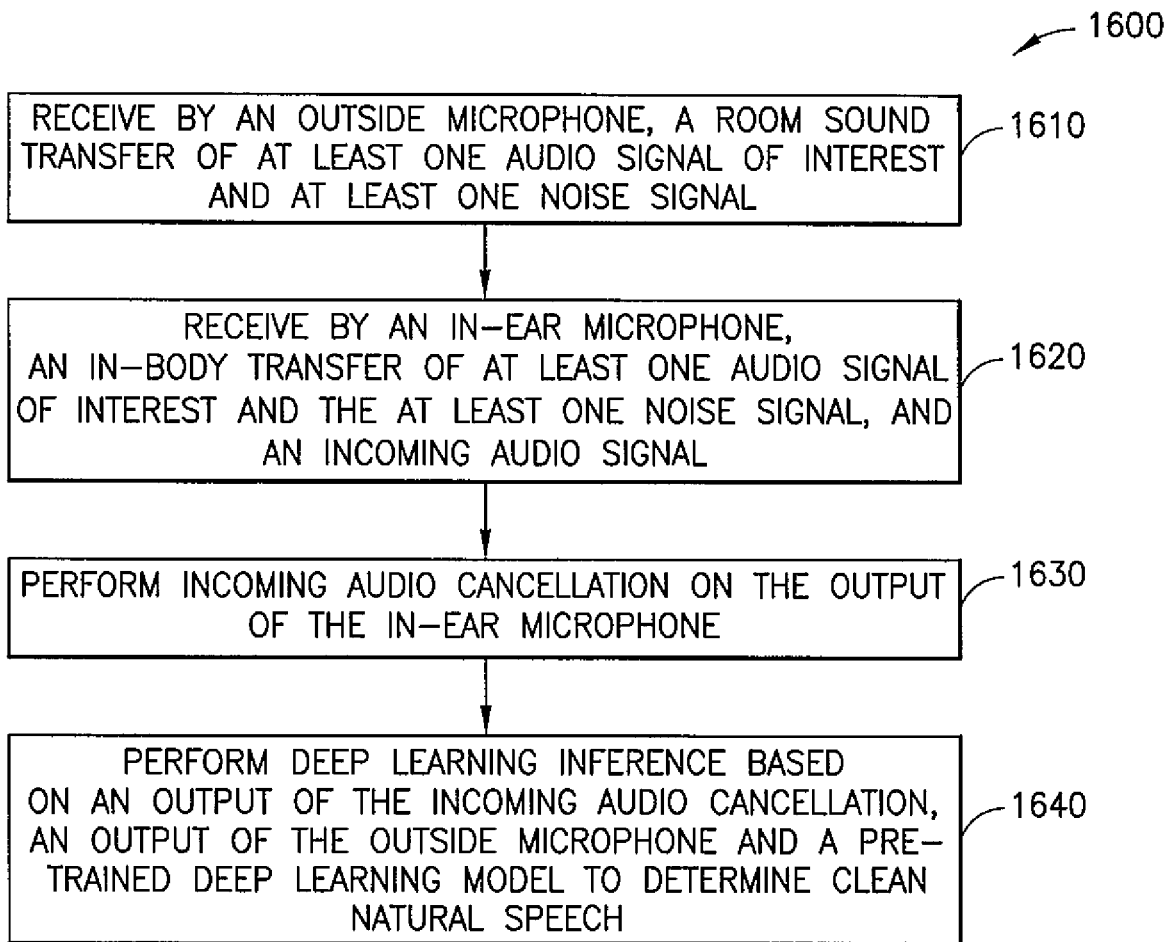 1600
RECEIVE BY AN OUTSIDE MICROPHONE, A ROOM SOUND
TRANSFER OF AT LEAST ONE AUDIO SIGNAL OF INTEREST
AND AT LEAST ONE NOISE SIGNAL
1610
RECEIVE BY AN IN-EAR MICROPHONE,
AN IN-BODY TRANSFER OF AT LEAST ONE AUDIO SIGNAL
OF INTEREST AND THE AT LEAST ONE NOISE SIGNAL, AND
AN INCOMING AUDIO SIGNAL
1620
PERFORM INCOMING AUDIO CANCELLATION ON THE OUTPUT
OF THE IN-EAR MICROPHONE
1630
PERFORM DEEP LEARNING INFERENCE BASED
ON AN OUTPUT OF THE INCOMING AUDIO CANCELLATION,
AN OUTPUT OF THE OUTSIDE MICROPHONE AND A PRE-
TRAINED DEEP LEARNING MODEL TO DETERMINE CLEAN
NATURAL SPEECH
1640